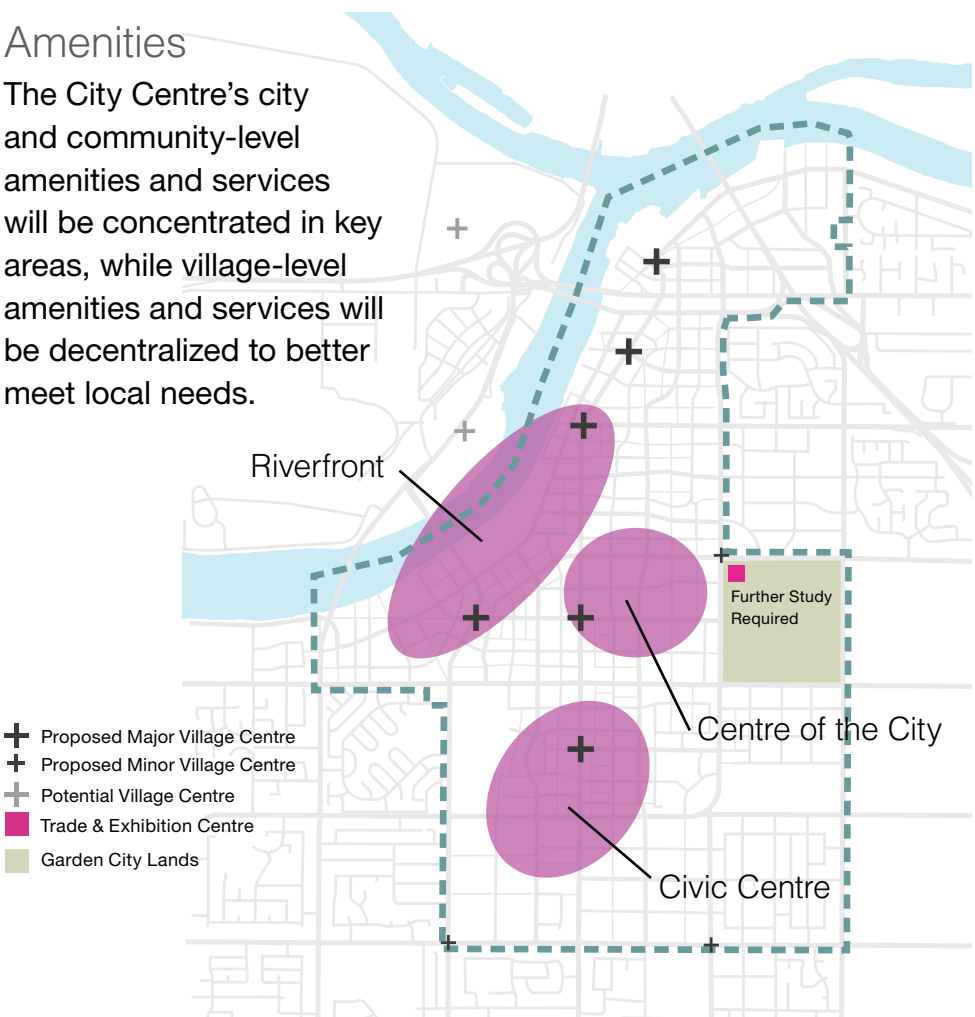 Amenities
The City Centre’s city
and community-level
amenities and services
will be concentrated in key
areas, while village-level
amenities and services will
be decentralized to better
meet local needs.
Riverfront
Further Study
Required
Centre of the City
Proposed Major Village Centre
Proposed Minor Village Centre
Potential Village Centre
Trade & Exhibition Centre
Garden City Lands
Civic Centre